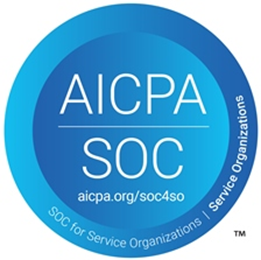 AICPA
SOC
aicpa.org/soc4so
SOC for Service Organizations | Service Organizations
TM